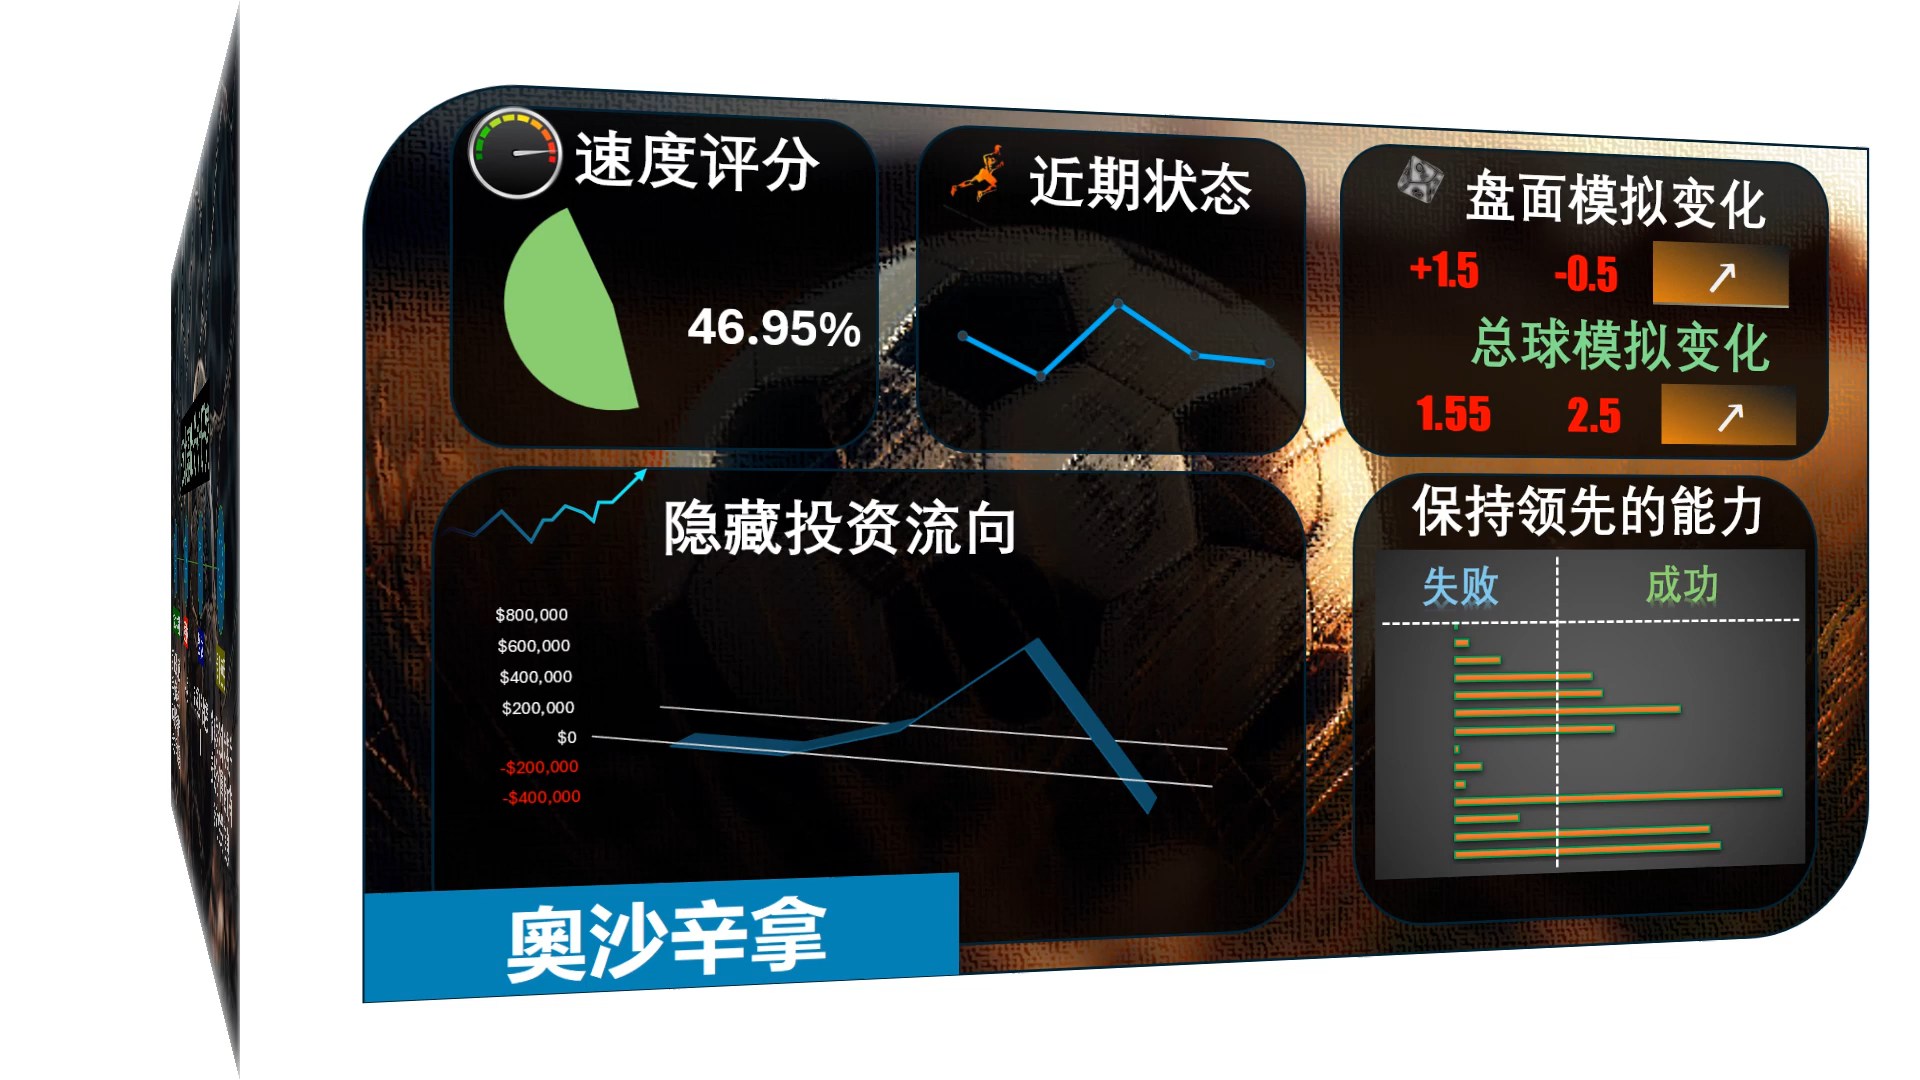 速度评分
46.95%
近期状态
盘面模拟变化
+1.5 -0.5 ↗
总球模拟变化
1.55 2.5 ↗
隐藏投资流向
$800,000
$600,000
$400,000
$200,000
$0
-$200,000
-$400,000
保持领先的能力
失败 成功
奥沙辛拿